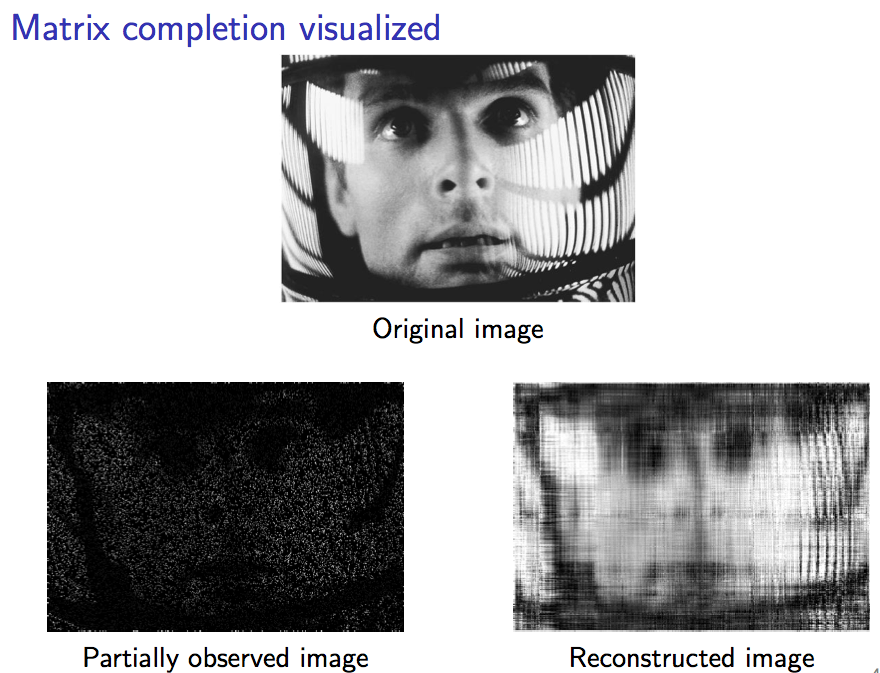 Matrix completion visualized
Original image
Partially observed image
Reconstructed image